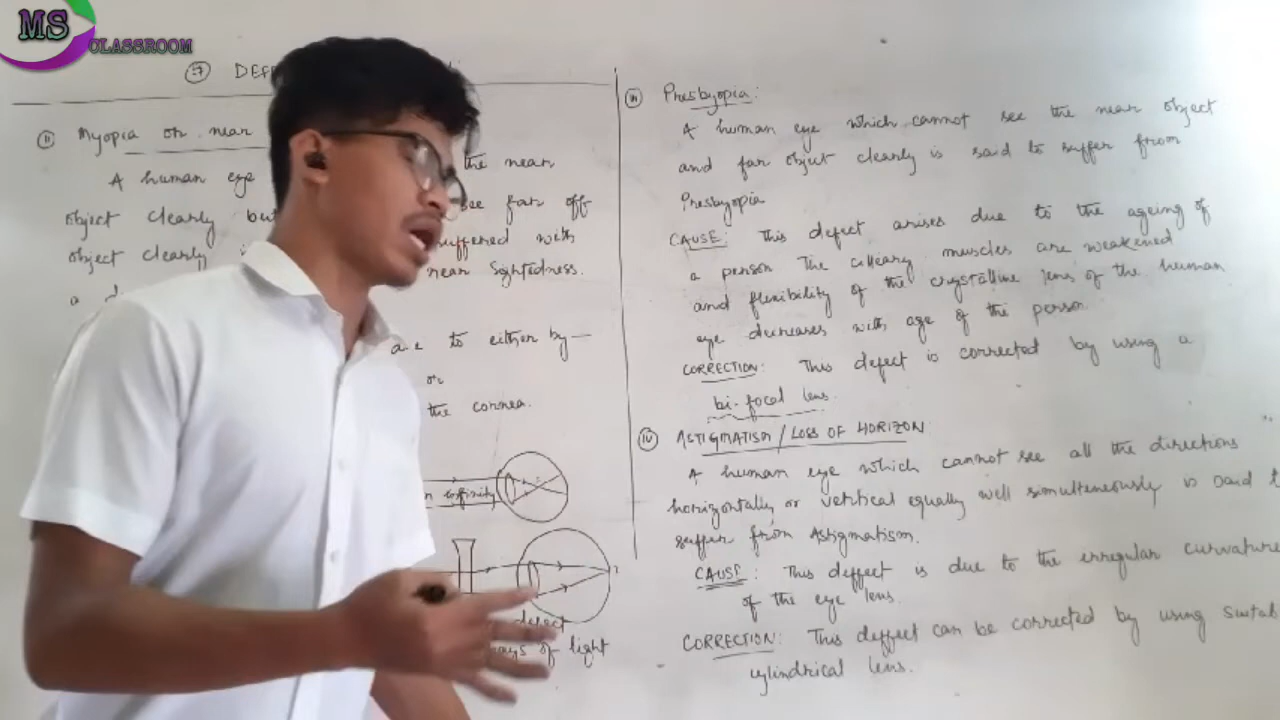 MS
CLASSROOM
7 DEF
ii Myopia or near
A human eye the near
object clearly but see far off
object clearly suffered with
a near Sightedness.
due to either by—
or
the cornea.
infinity
defect
rays of light
iii Presbyopia:
A human eye which cannot see the near object
and far object clearly is said to suffer from
Presbyopia
CAUSE: This defect arises due to the ageing of
a person The cilleary muscles are weakened
and flexibility of the crystalline lens of the human
eye decreases with age of the person.
CORRECTION: This defect is corrected by using a
bi-focal lens.
iv ASTIGMATISM / LOSS OF HORIZON:
A human eye which cannot see all the directions
horizontally or vertical equally well simultaneously is said t
suffer from Astigmatism.
CAUSE: This deffect is due to the irregular curvature
of the eye lens.
CORRECTION: This deffect can be corrected by using suitab
cylindrical lens.